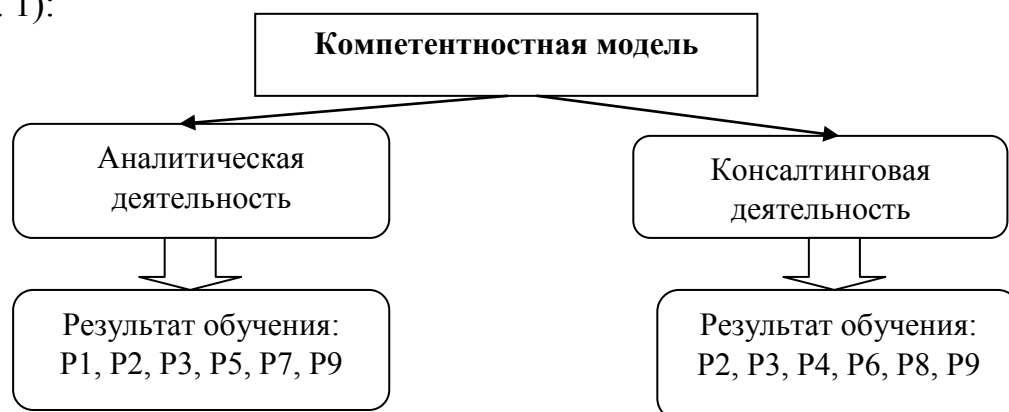 . 1):
Компетентностная модель
Аналитическая
деятельность
Консалтинговая
деятельность
Результат обучения:
Р1, Р2, Р3, Р5, Р7, Р9
Результат обучения:
Р2, Р3, Р4, Р6, Р8, Р9